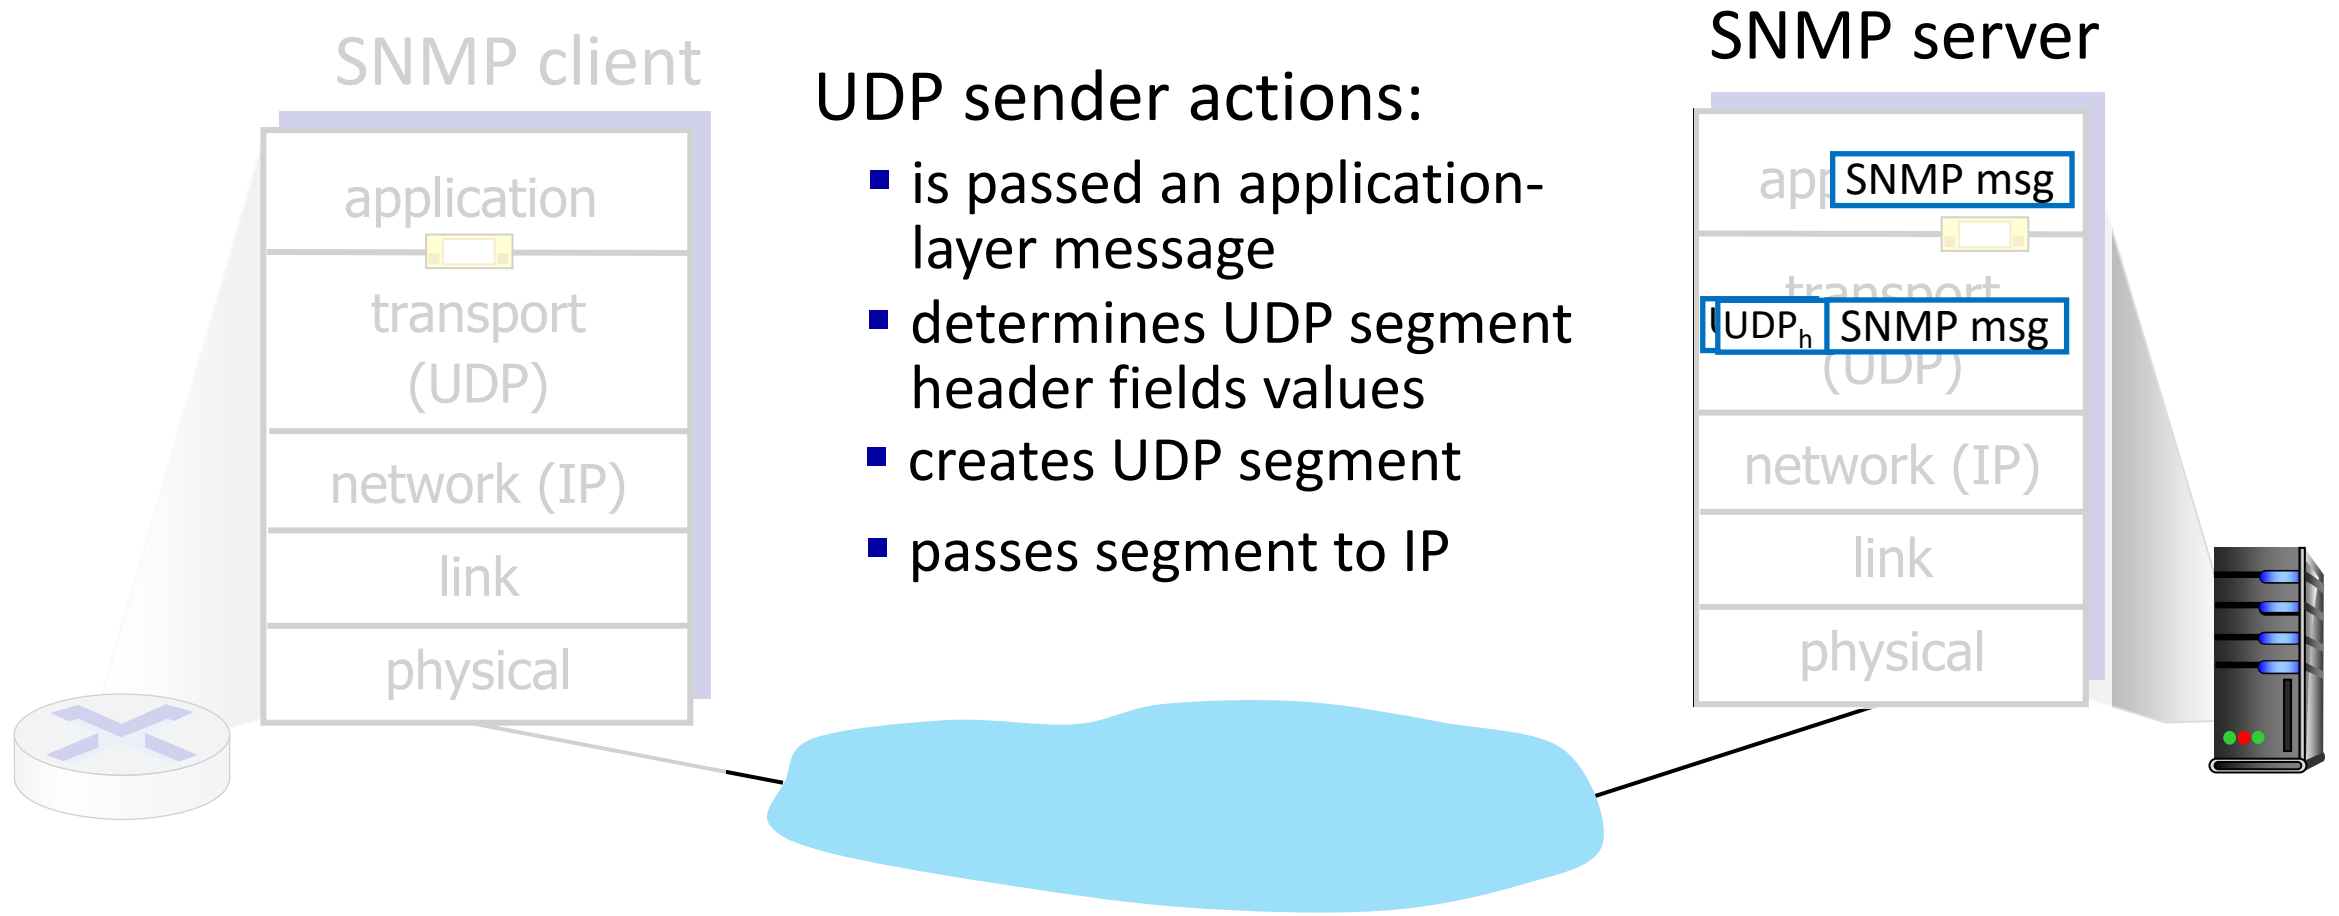 SNMP client
application
transport
(UDP)
network (IP)
link
physical
UDP sender actions:
is passed an application-
layer message
determines UDP segment
header fields values
creates UDP segment
passes segment to IP
SNMP server
app
SNMP msg
transport
UDPh SNMP msg
(UDP)
network (IP)
link
physical